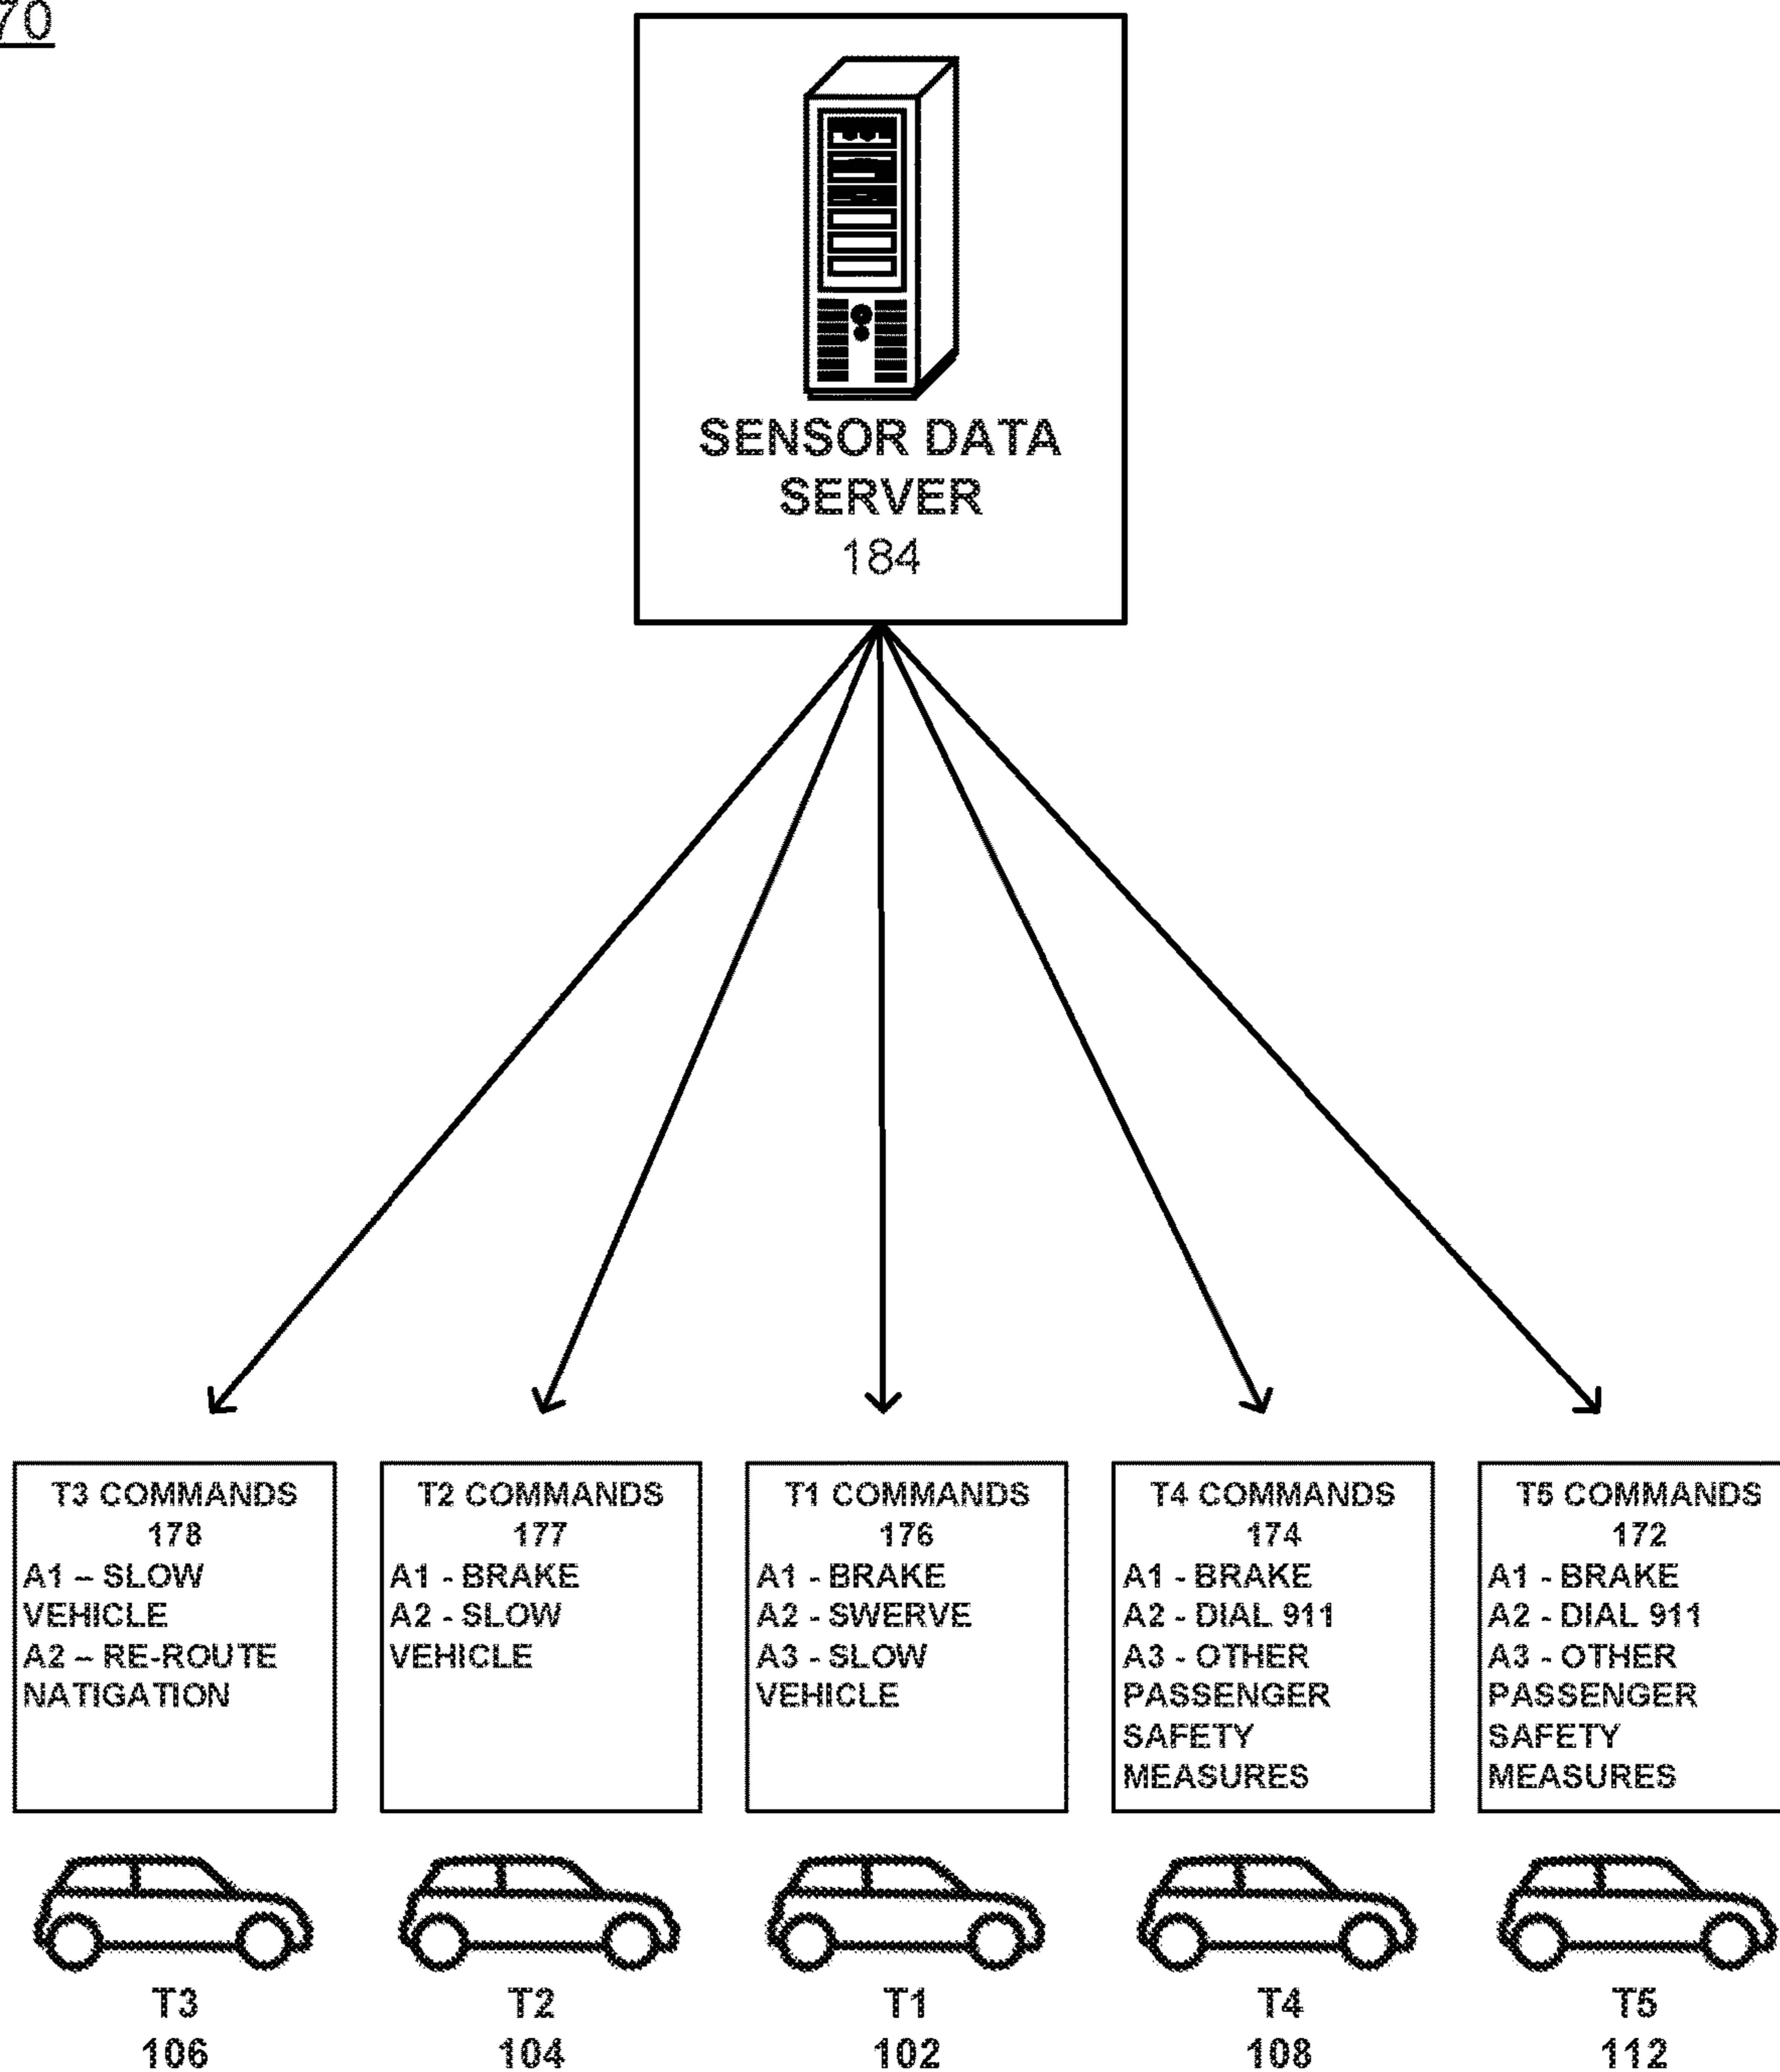 70
SENSOR DATA
SERVER
184
T3 COMMANDS
178
A1 – SLOW
VEHICLE
A2 – RE-ROUTE
NATIGATION
T2 COMMANDS
177
A1 - BRAKE
A2 - SLOW
VEHICLE
T1 COMMANDS
176
A1 - BRAKE
A2 - SWERVE
A3 - SLOW
VEHICLE
T4 COMMANDS
174
A1 - BRAKE
A2 - DIAL 911
A3 - OTHER
PASSENGER
SAFETY
MEASURES
T5 COMMANDS
172
A1 - BRAKE
A2 - DIAL 911
A3 - OTHER
PASSENGER
SAFETY
MEASURES
T3
106
T2
104
T1
102
T4
108
T5
112